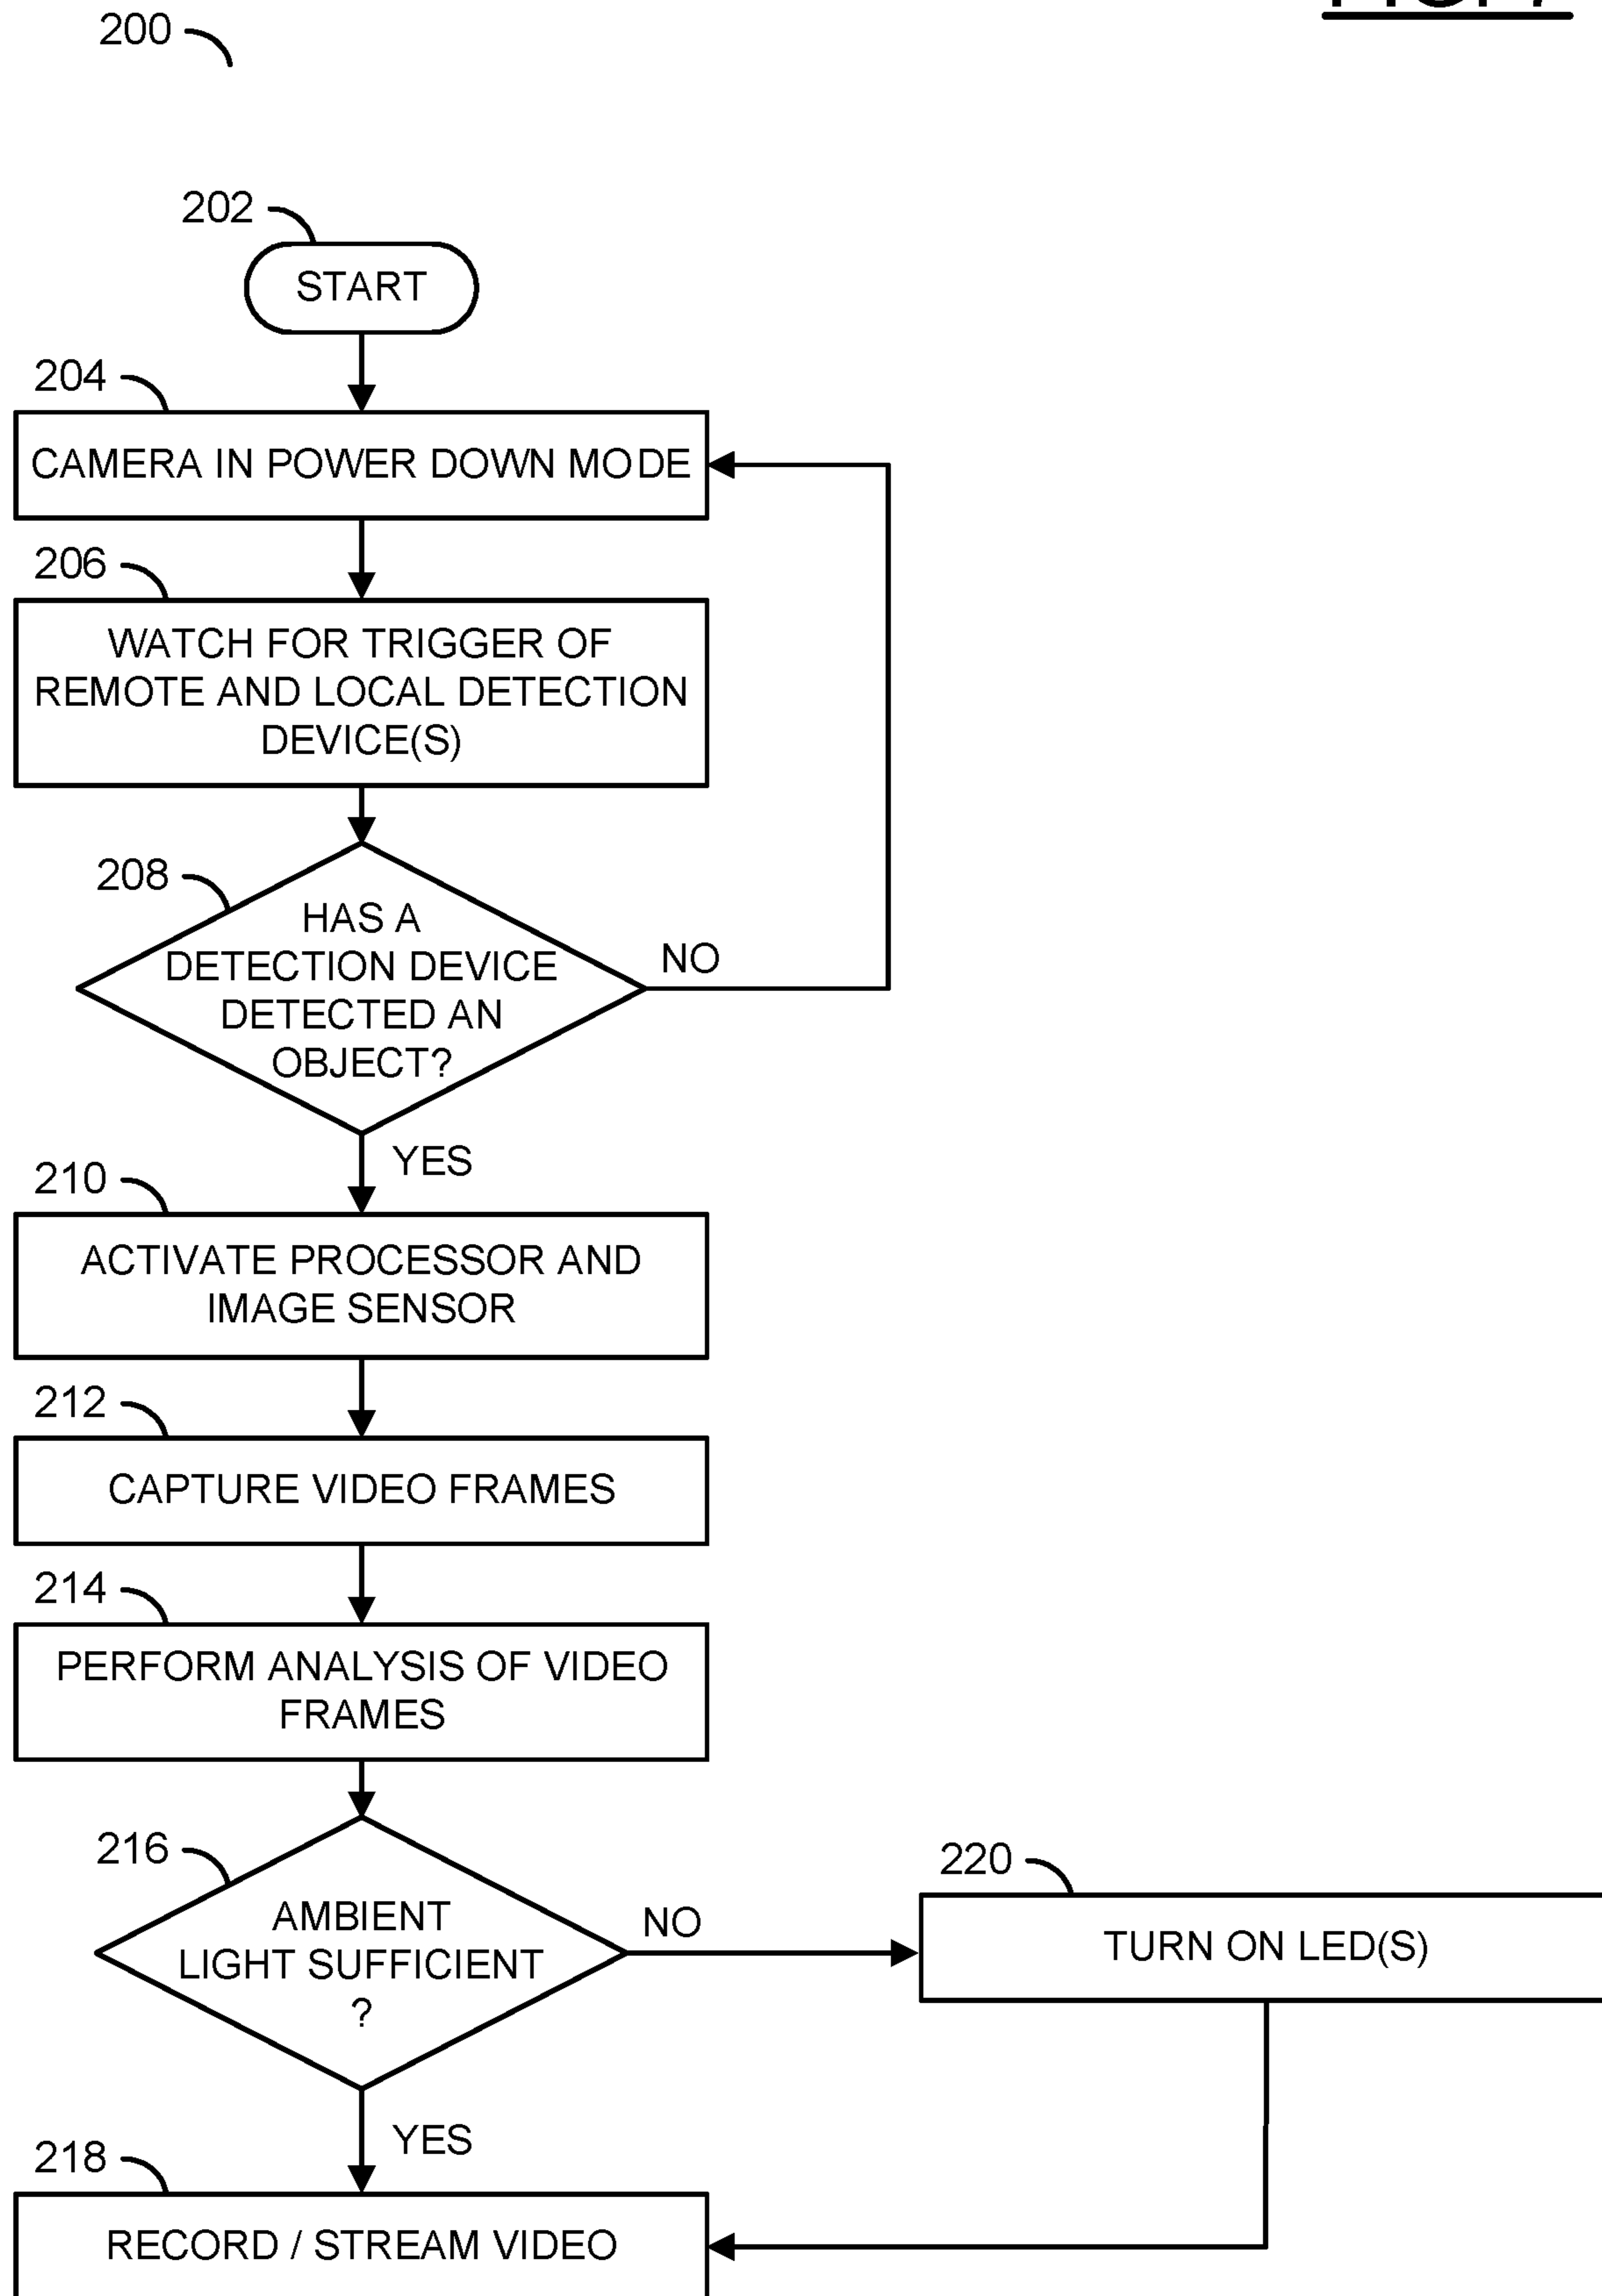 200
202
START
204
CAMERA IN POWER DOWN MODE
206
WATCH FOR TRIGGER OF
REMOTE AND LOCAL DETECTION
DEVICE(S)
208
HAS A
DETECTION DEVICE
DETECTED AN
OBJECT?
NO
YES
210
ACTIVATE PROCESSOR AND
IMAGE SENSOR
212
CAPTURE VIDEO FRAMES
214
PERFORM ANALYSIS OF VIDEO
FRAMES
216
AMBIENT
LIGHT SUFFICIENT
?
NO
220
TURN ON LED(S)
YES
218
RECORD / STREAM VIDEO